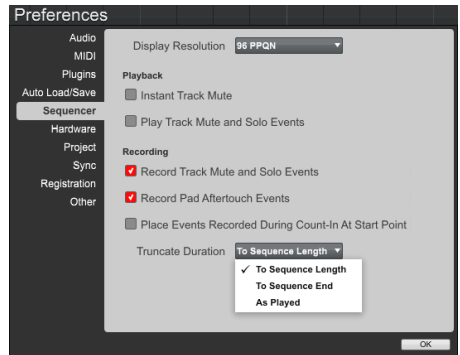 Preferences
Audio
MIDI
Plugins
Auto Load/Save
Sequencer
Hardware
Project
Sync
Registration
Other
Display Resolution 96 PPQN
Playback
Instant Track Mute
Play Track Mute and Solo Events
Recording
Record Track Mute and Solo Events
Record Pad Aftertouch Events
Place Events Recorded During Count-In At Start Point
Truncate Duration To Sequence Length
✓ To Sequence Length
To Sequence End
As Played
OK